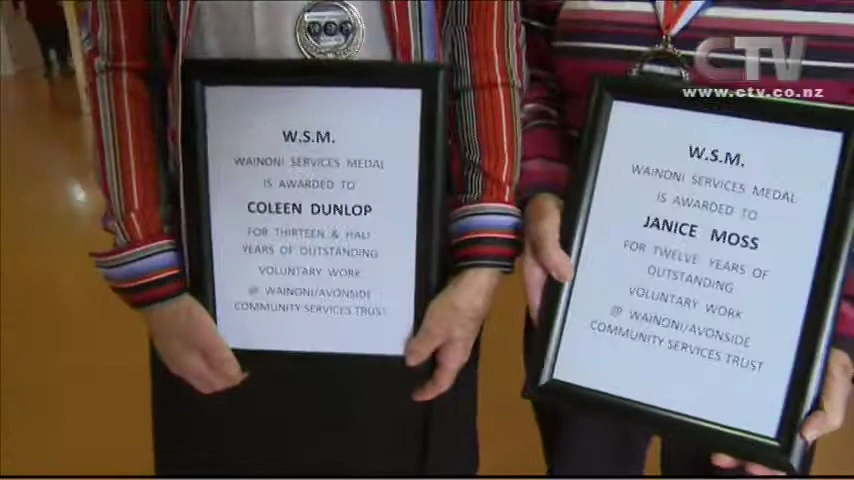 CTV
www.ctv.co.nz
W.S.M.
WAINONI SERVICES MEDAL
IS AWARDED TO
COLEEN DUNLOP
FOR THIRTEEN & HALF
YEARS OF OUTSTANDING
VOLUNTARY WORK
@ WAINONI/AVONSIDE
COMMUNITY SERVICES TRUST
W.S.M.
WAINONI SERVICES MEDAL
IS AWARDED TO
JANICE MOSS
FOR TWELVE YEARS OF
OUTSTANDING
VOLUNTARY WORK
@ WAINONI/AVONSIDE
COMMUNITY SERVICES TRUST